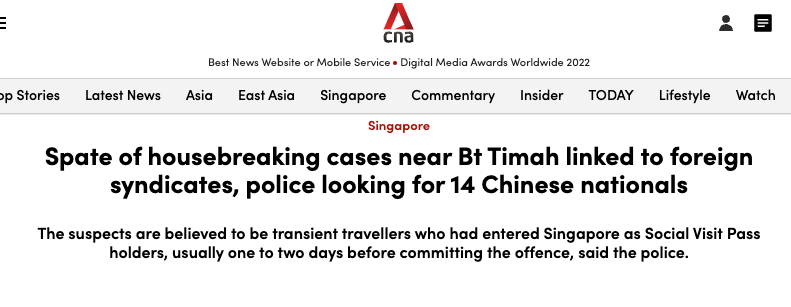 cna
Best News Website or Mobile Service • Digital Media Awards Worldwide 2022
op Stories Latest News Asia East Asia Singapore Commentary Insider TODAY Lifestyle Watch
Singapore
Spate of housebreaking cases near Bt Timah linked to foreign
syndicates, police looking for 14 Chinese nationals
The suspects are believed to be transient travellers who had entered Singapore as Social Visit Pass
holders, usually one to two days before committing the offence, said the police.